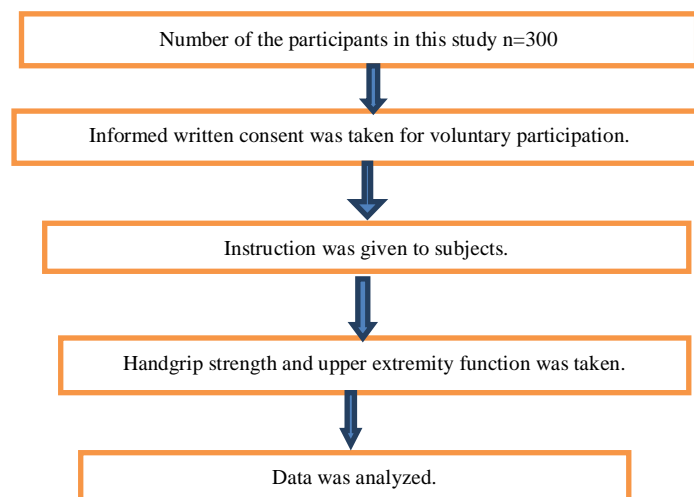 Number of the participants in this study n=300
Informed written consent was taken for voluntary participation.
Instruction was given to subjects.
Handgrip strength and upper extremity function was taken.
Data was analyzed.